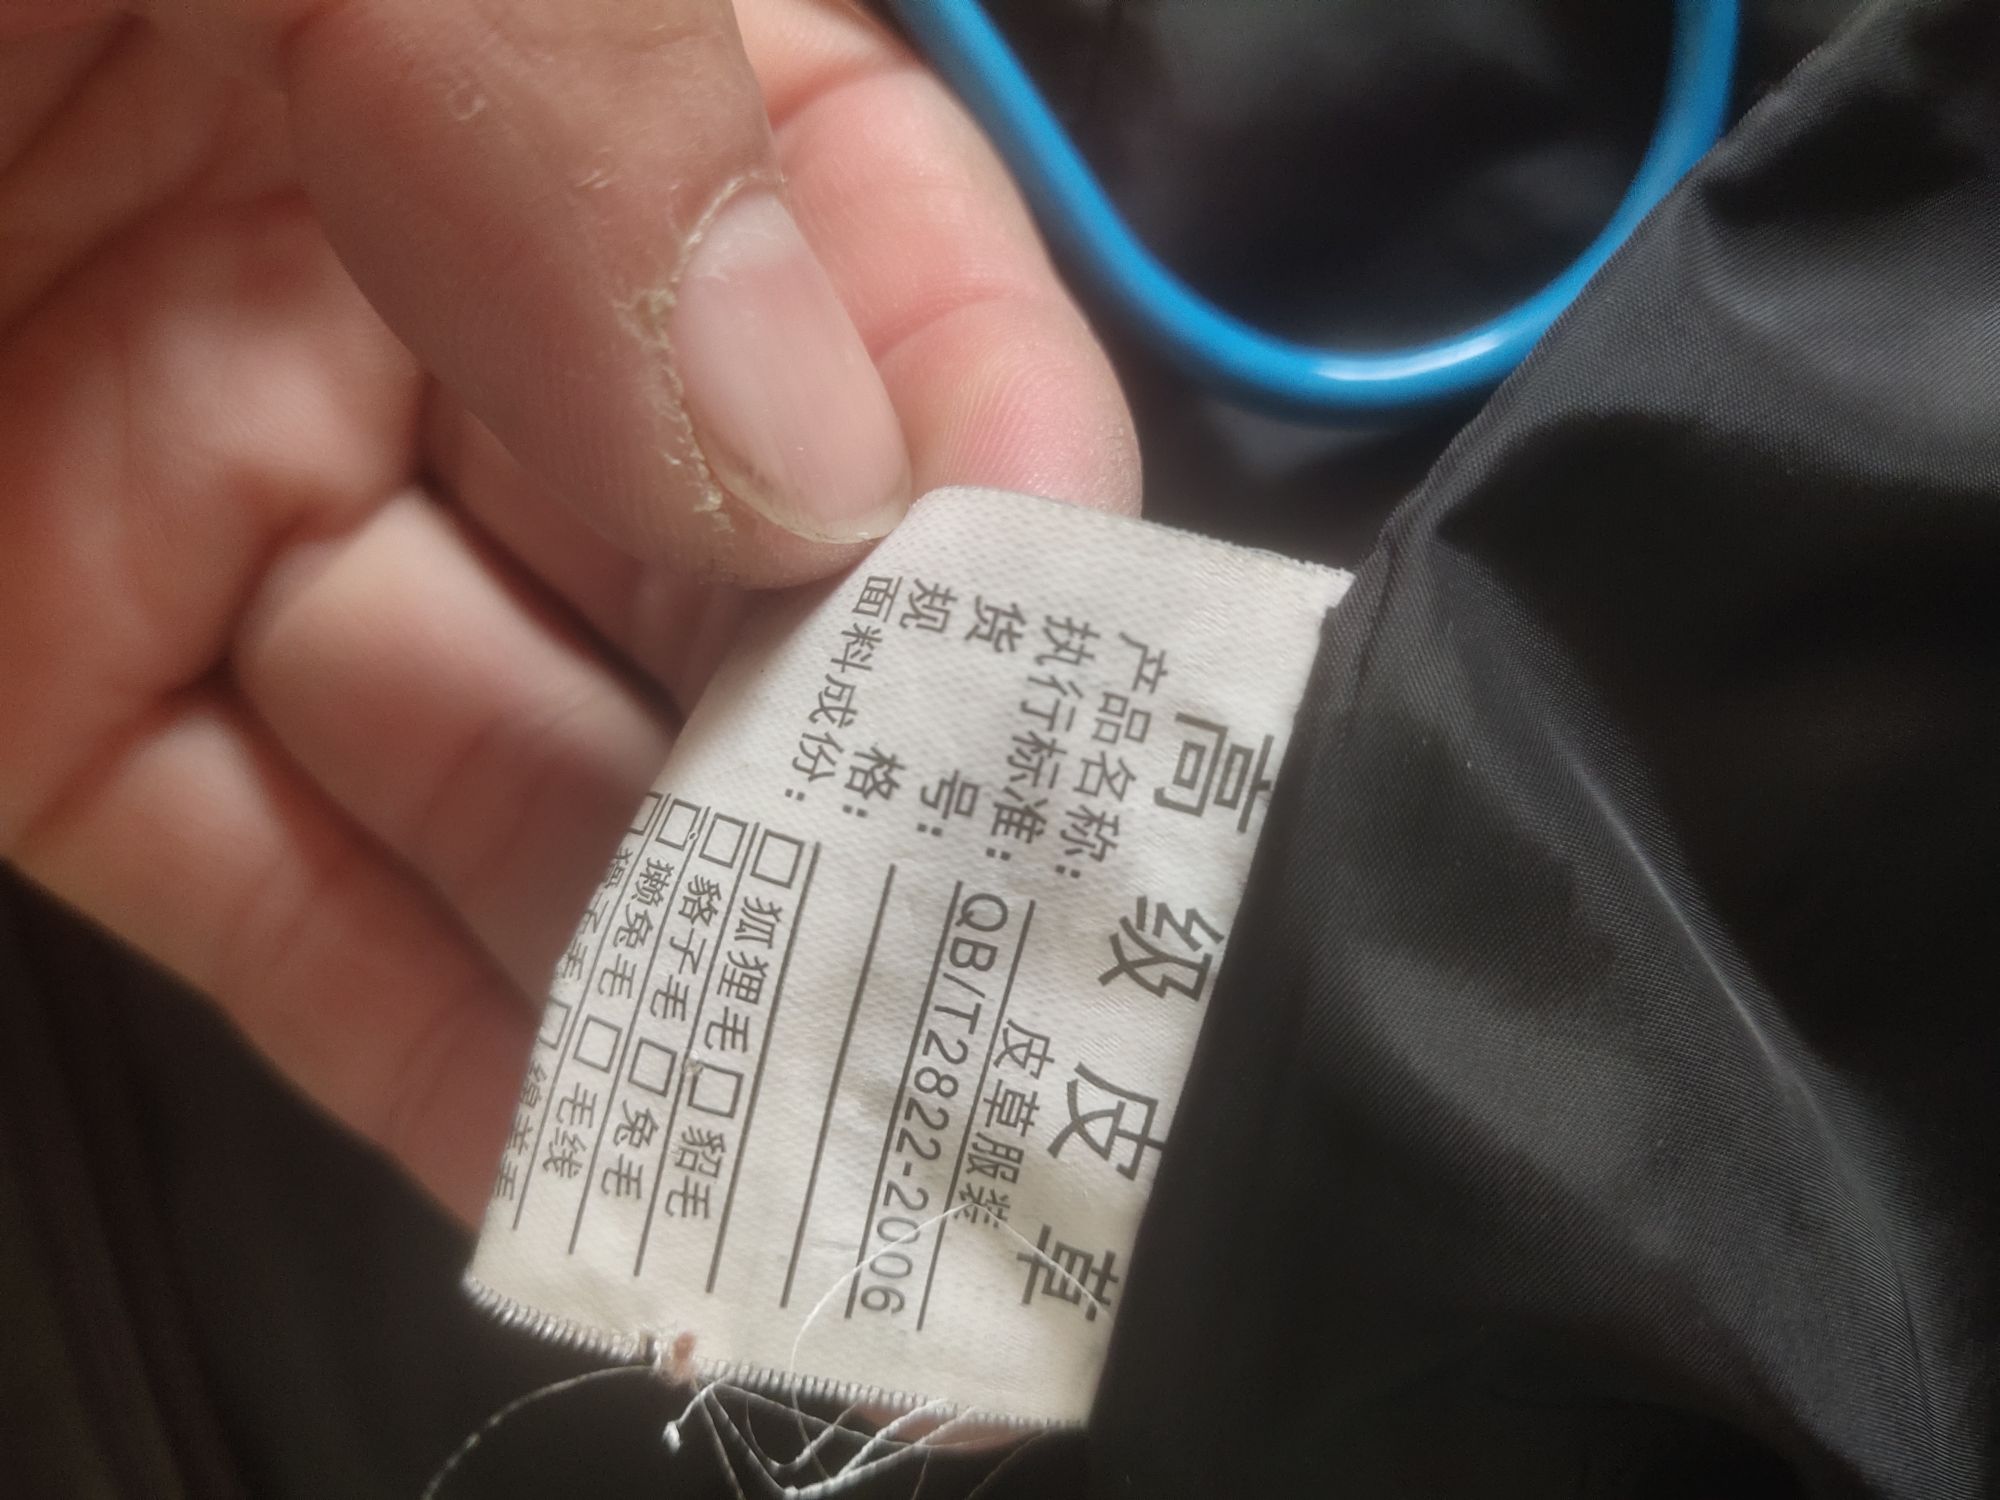 高级皮草
产品名称：皮草服装
执行标准：QB/T2822-2006
货号：
规格：
面料成份：□狐狸毛□貂毛
□貉子毛□兔毛
□獭兔毛□毛线